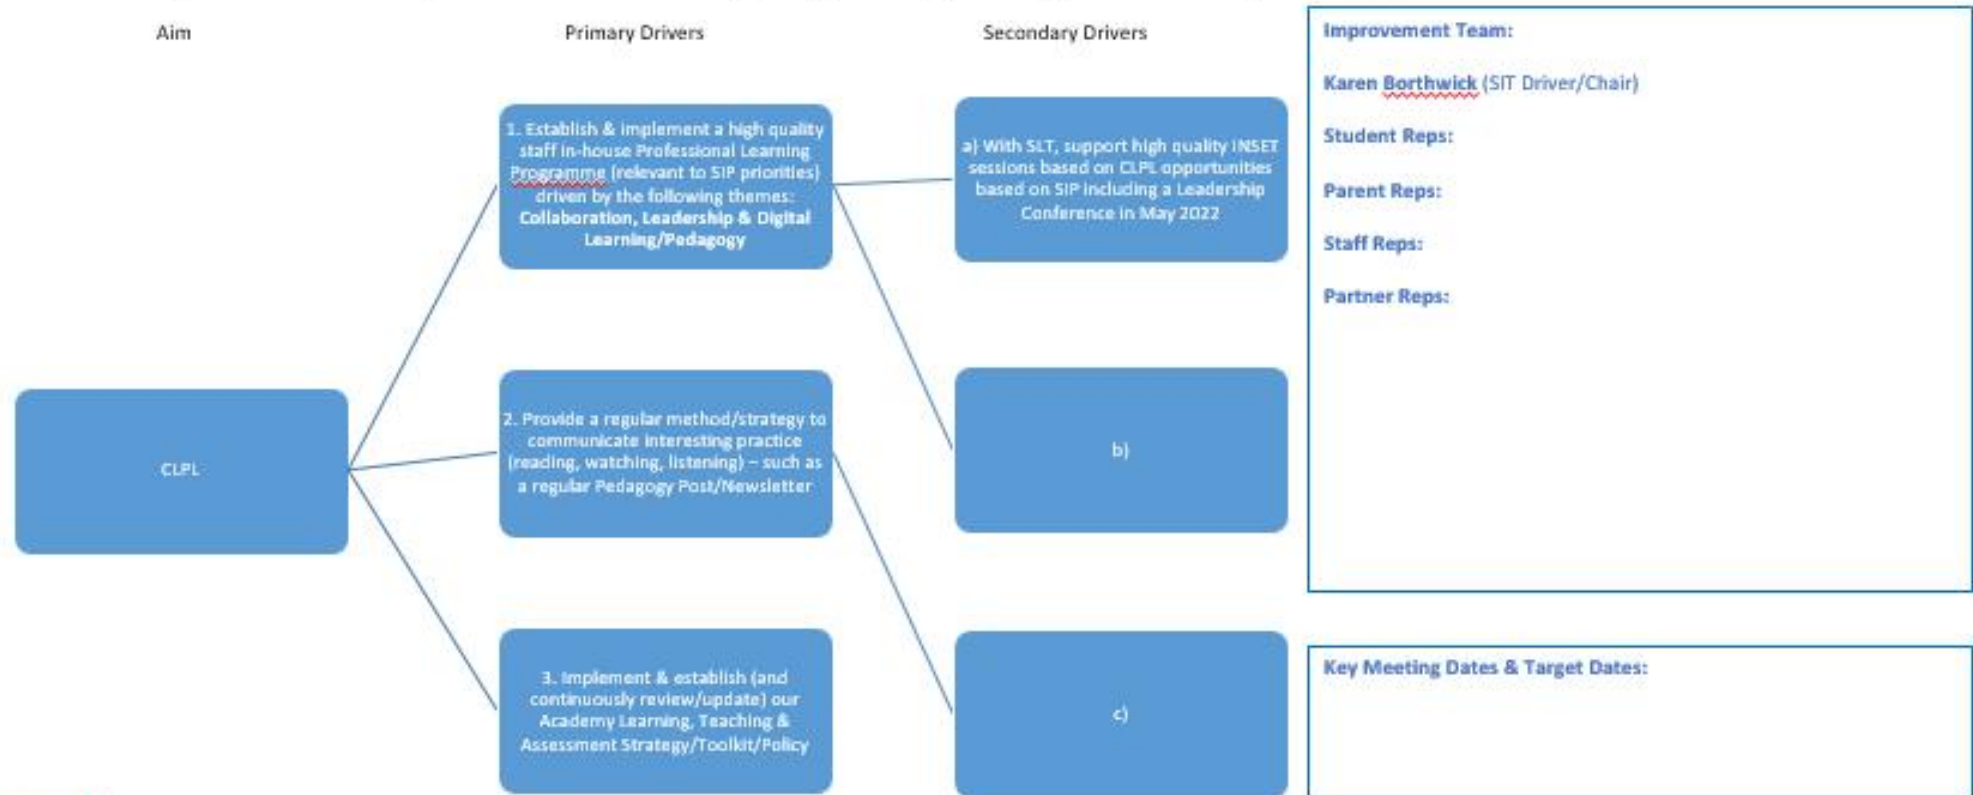 Aim
Primary Drivers
Secondary Drivers
1. Establish & implement a high quality
staff in-house Professional Learning
Programme (relevant to SIP priorities)
driven by the following themes:
Collaboration, Leadership & Digital
Learning/Pedagogy
a) With SLT, support high quality INSET
sessions based on CLPL opportunities
based on SIP including a Leadership
Conference in May 2022
CLPL
2. Provide a regular method/strategy to
communicate interesting practice
(reading, watching, listening) – such as
a regular Pedagogy Post/Newsletter
b)
3. Implement & establish (and
continuously review/update) our
Academy Learning, Teaching &
Assessment Strategy/Toolkit/Policy
c)
Improvement Team:
Karen Borthwick (SIT Driver/Chair)
Student Reps:
Parent Reps:
Staff Reps:
Partner Reps:
Key Meeting Dates & Target Dates: